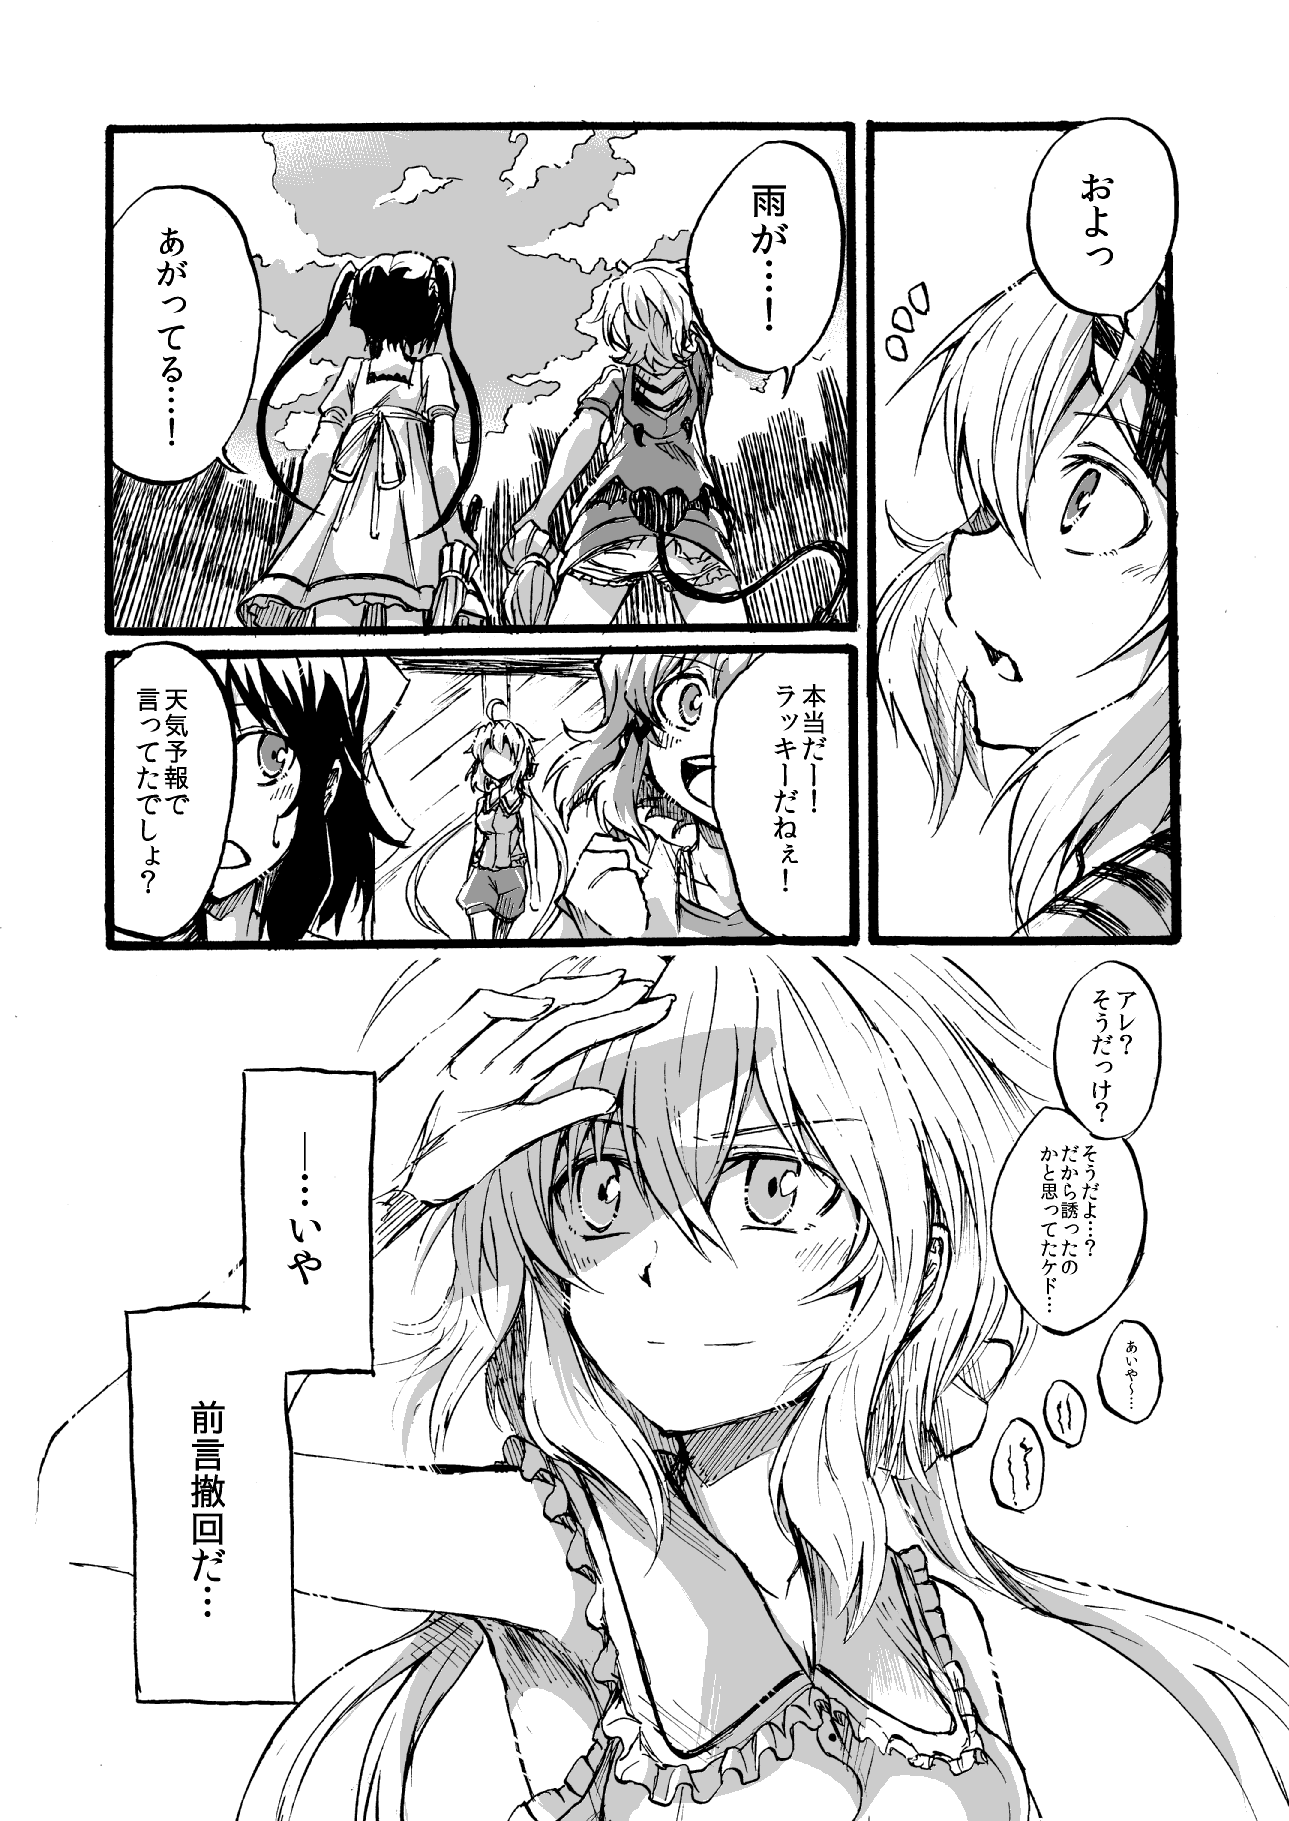 およっ
雨が…！
あがってる…！
本当だー！
ラッキーだねぇ！
天気予報で
言ってたでしょ？
アレ？
そうだっけ？
そうだよ…？
だから誘ったの
かと思ってたケド…
あいや～…
―…いや
前言撤回だ…